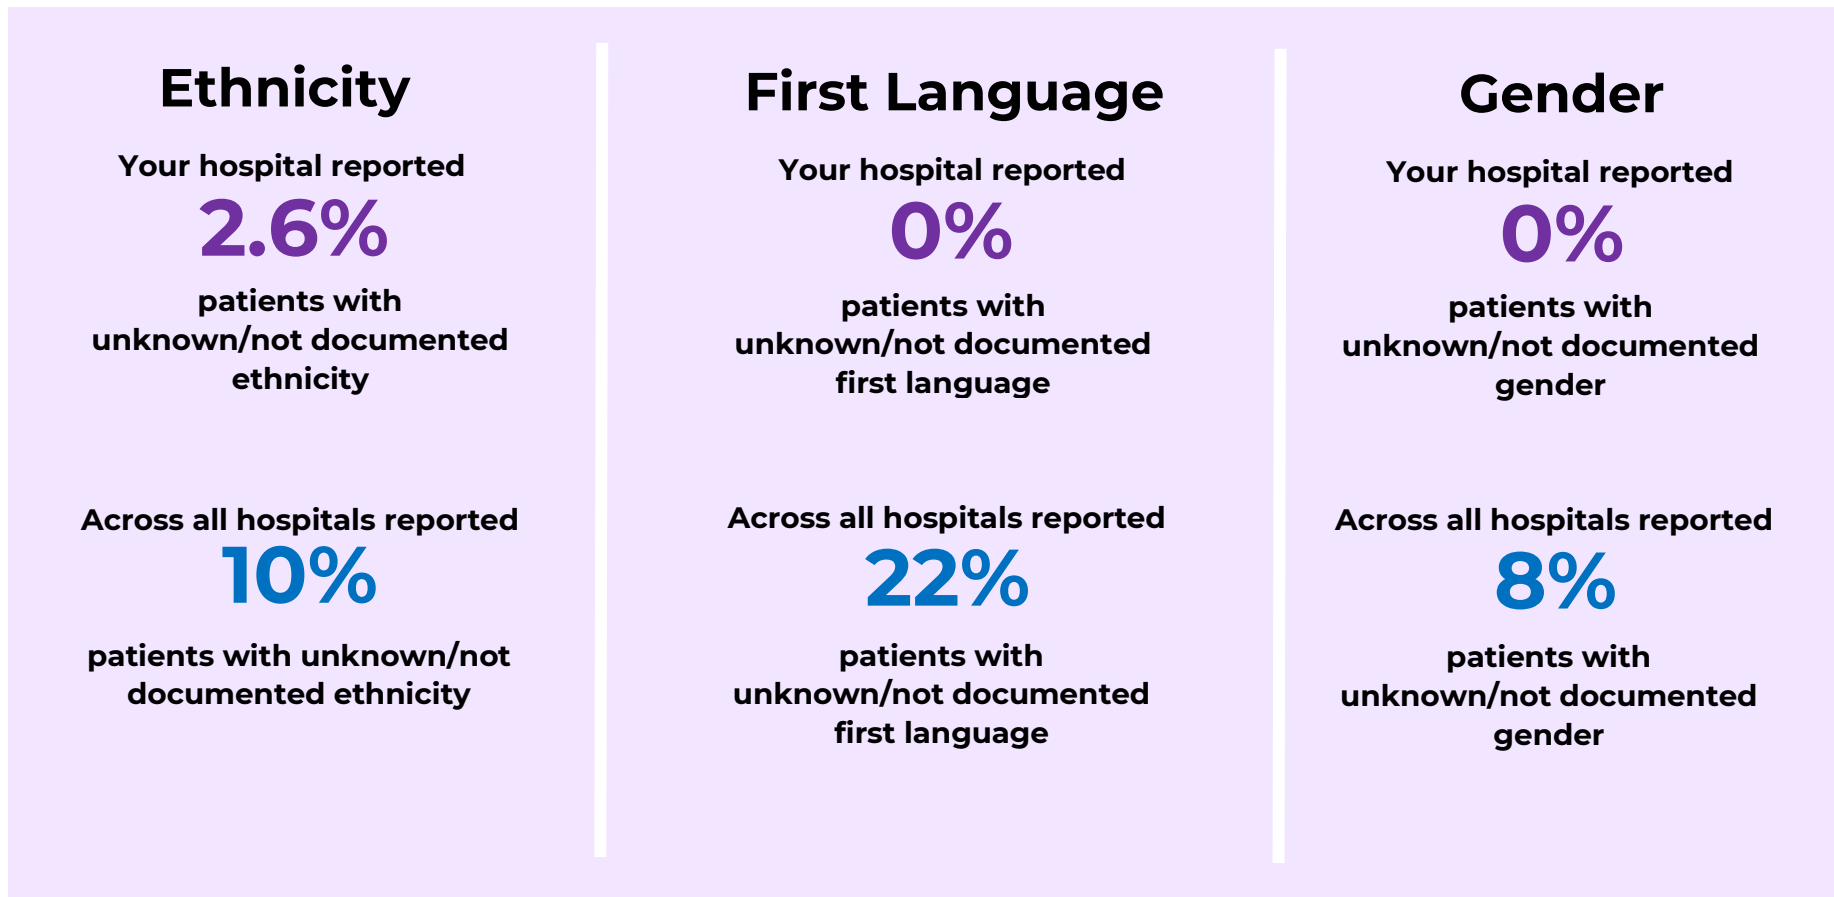 Ethnicity
Your hospital reported
2.6%
patients with
unknown/not documented
ethnicity
Across all hospitals reported
10%
patients with unknown/not
documented ethnicity
First Language
Your hospital reported
0%
patients with
unknown/not documented
first language
Across all hospitals reported
22%
patients with
unknown/not documented
first language
Gender
Your hospital reported
0%
patients with
unknown/not documented
gender
Across all hospitals reported
8%
patients with
unknown/not documented
gender